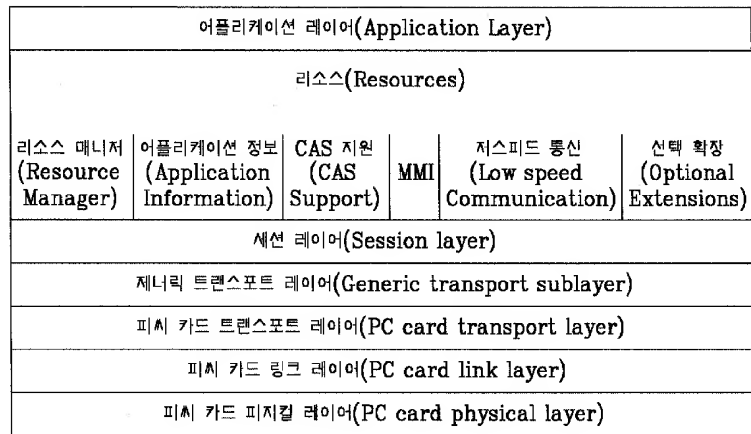 어플리케이션 레이어(Application Layer)
리소스(Resources)
리소스 매니저
(Resource
Manager)
어플리케이션 정보
(Application
Information)
CAS 지원
(CAS
Support)
MMI
저스피드 통신
(Low speed
Communication)
선택 확장
(Optional
Extensions)
세션 레이어(Session layer)
제너릭 트랜스포트 레이어(Generic transport sublayer)
피씨 카드 트랜스포트 레이어(PC card transport layer)
피씨 카드 링크 레이어(PC card link layer)
피씨 카드 피지컬 레이어(PC card physical layer)